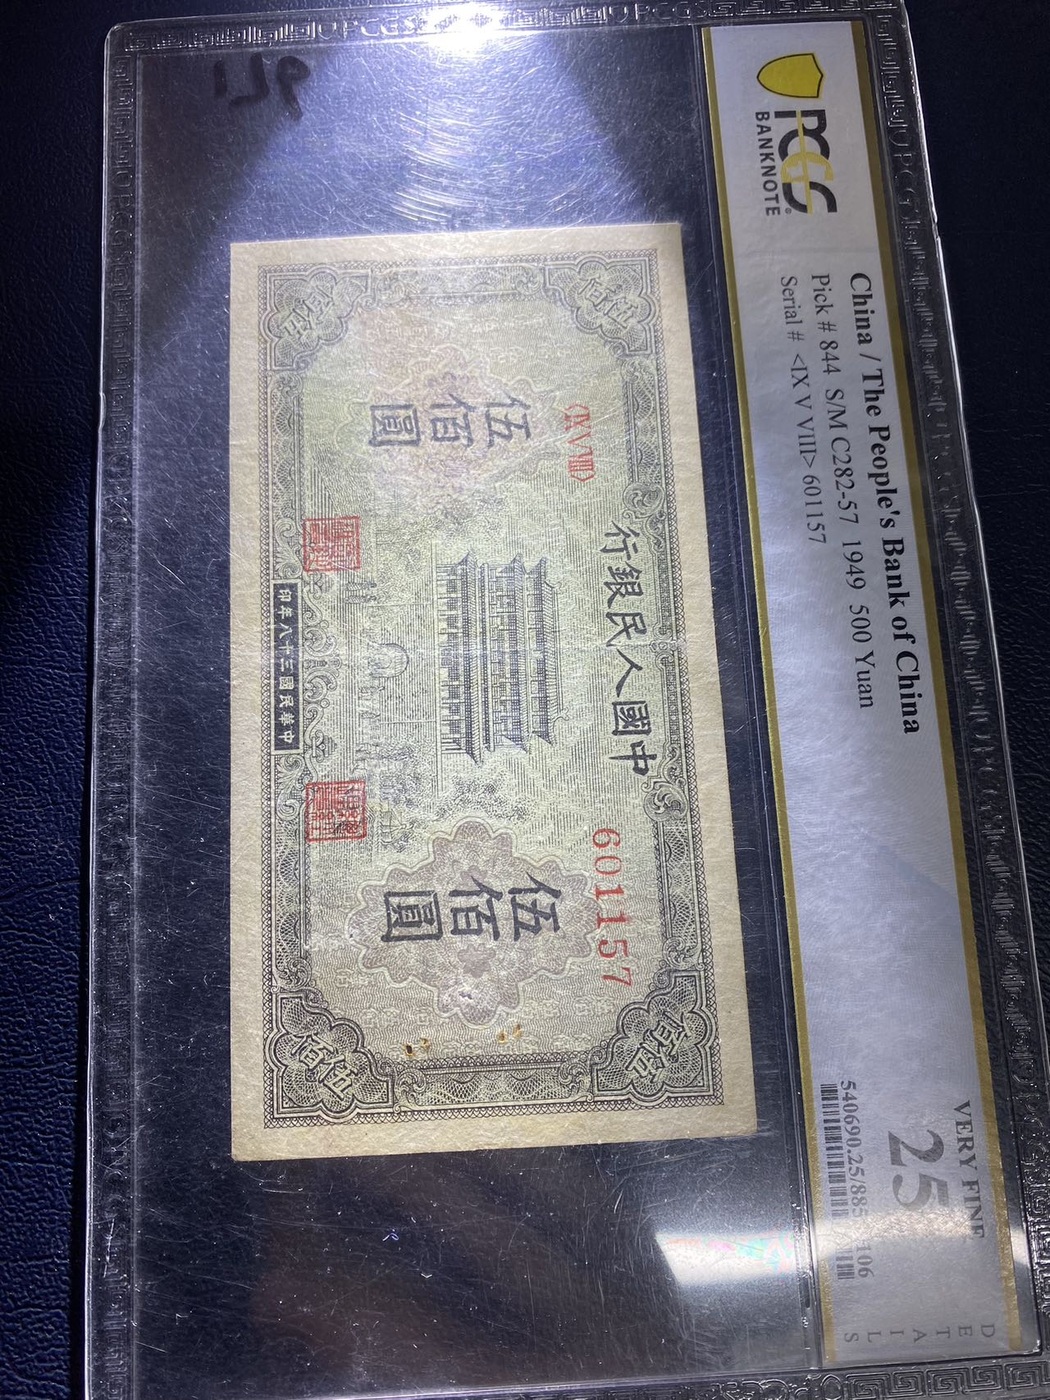 PCGS
BANKNOTE
China / The People's Bank of China
Pick # 844 S/M C282-57 1949 500 Yuan
Serial # <IX V VIII> 601157
VERY FINE
25
DETAILS
行銀民人國中
〈IX V VIII〉
601157
伍佰圓
伍佰圓
印年八十三國民華中
伍佰
伍佰
伍佰
伍佰